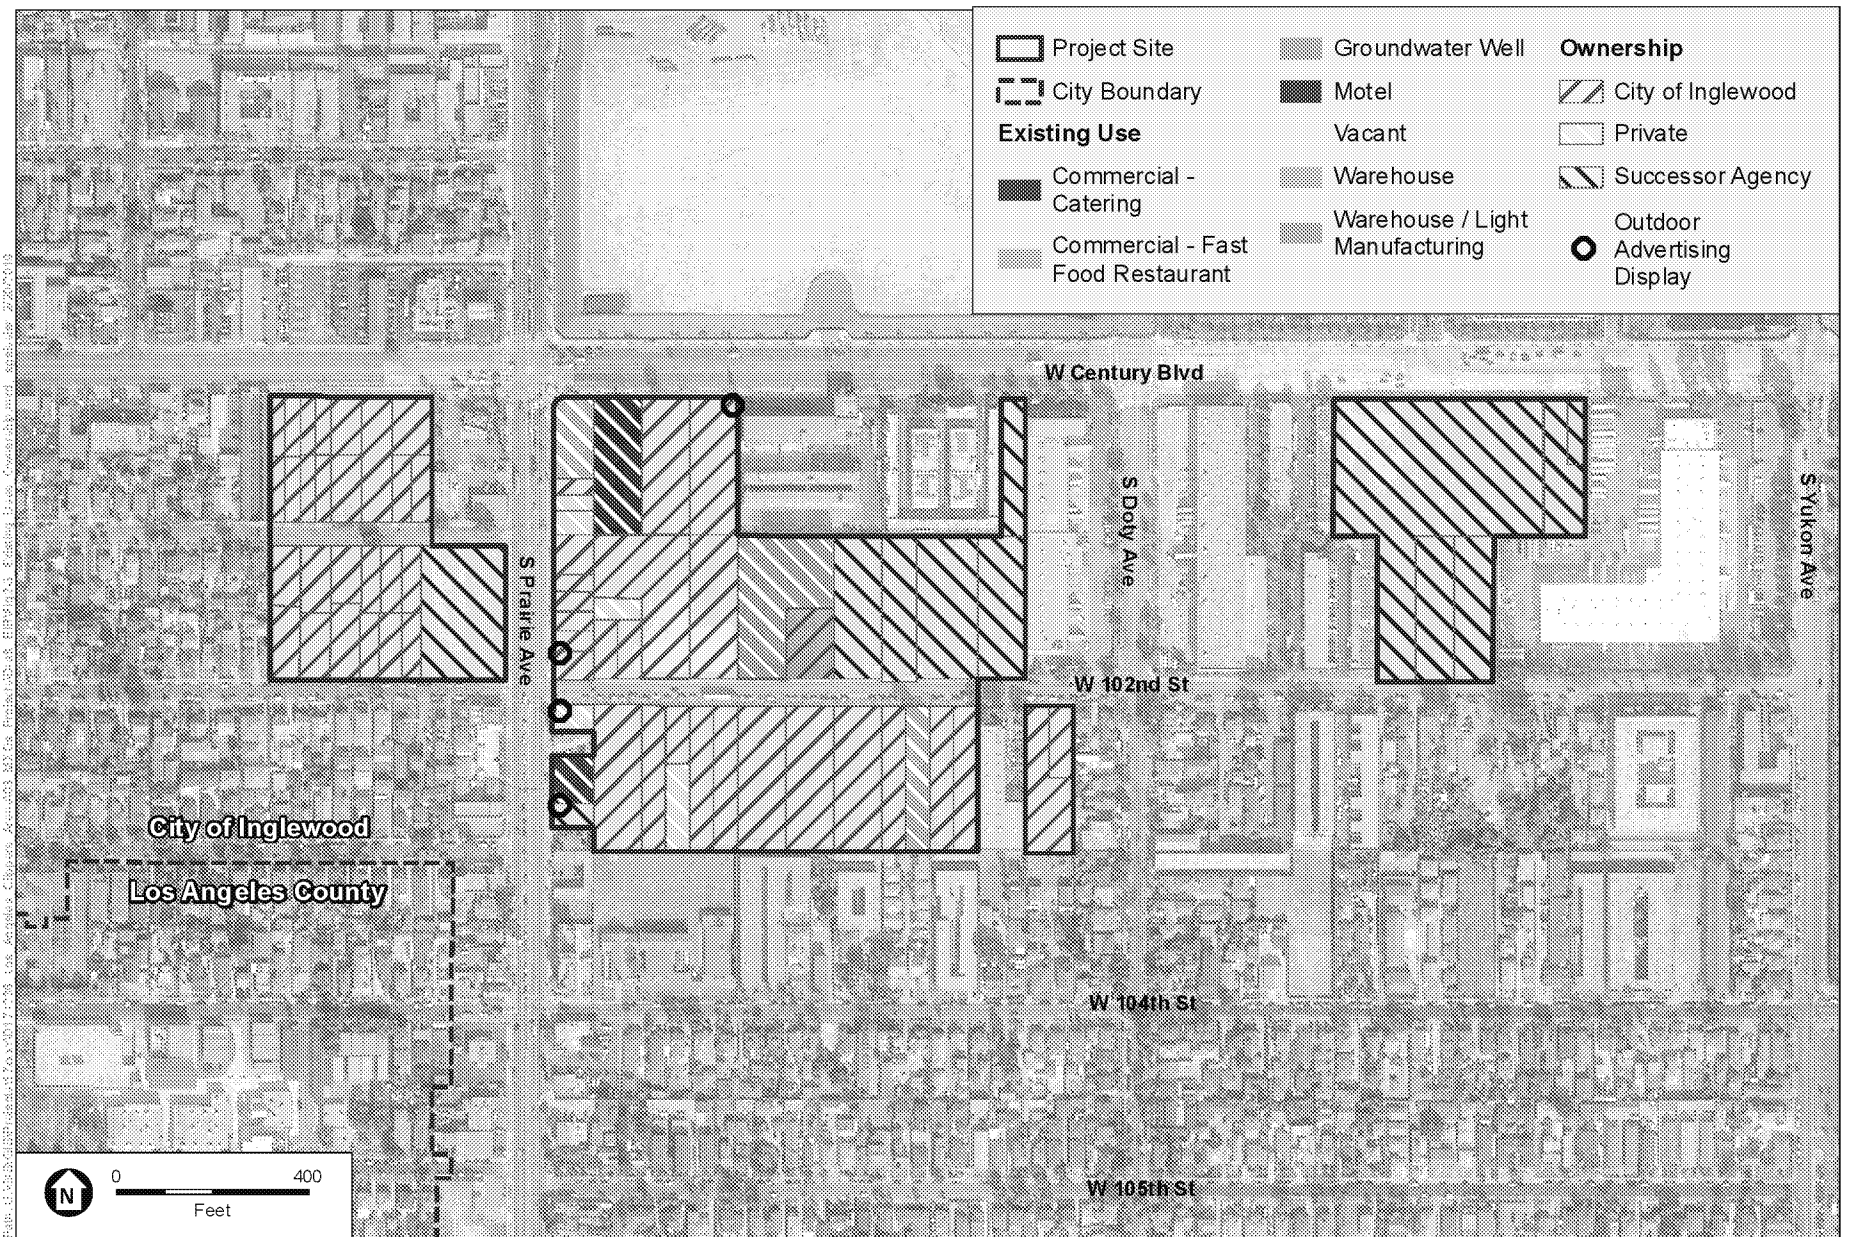 Project Site
City Boundary
Existing Use
Commercial -
Catering
Commercial - Fast
Food Restaurant
Groundwater Well
Motel
Vacant
Warehouse
Warehouse / Light
Manufacturing
Ownership
City of Inglewood
Private
Successor Agency
Outdoor
Advertising
Display
W Century Blvd
S Prairie Ave
S Doty Ave
S Yukon Ave
W 102nd St
City of Inglewood
Los Angeles County
W 104th St
W 105th St
N
0 400
Feet